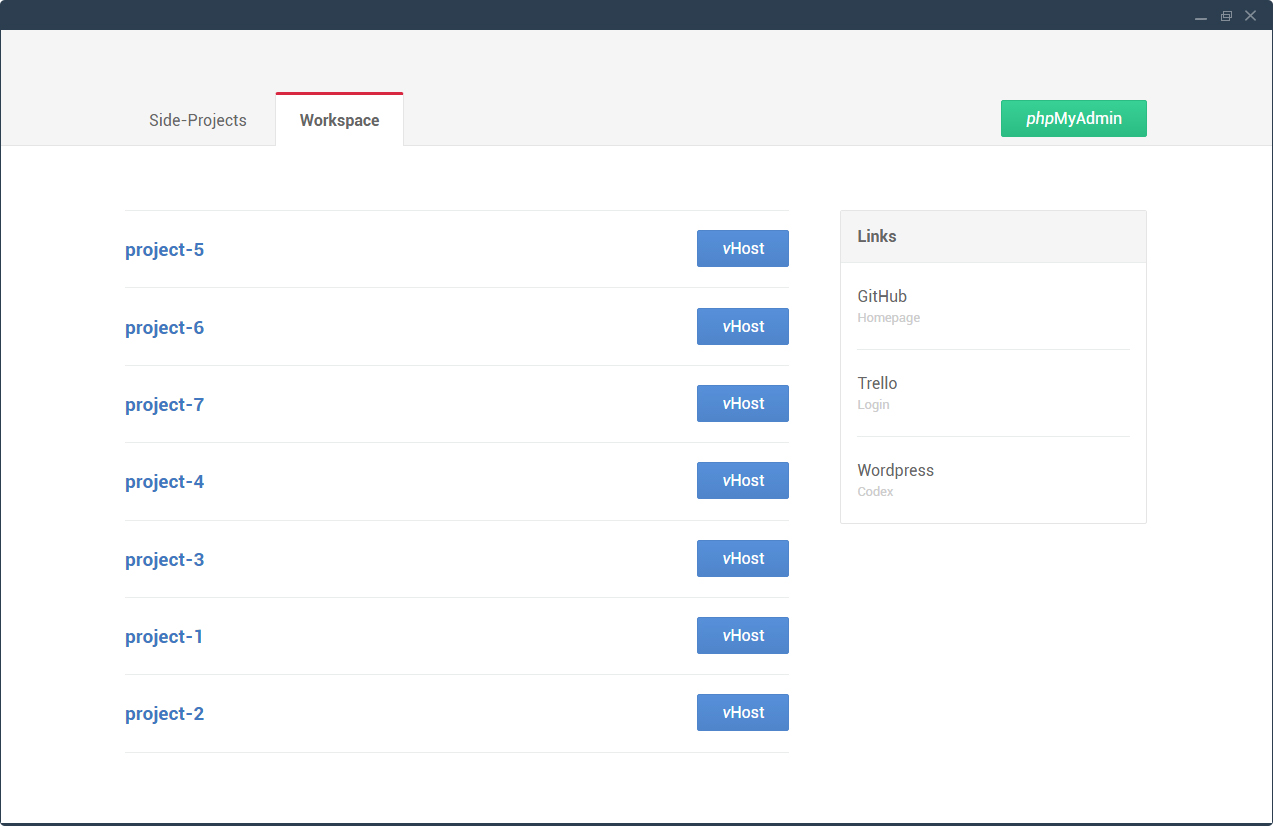 Side-Projects
Workspace
phpMyAdmin
project-5
vHost
project-6
vHost
project-7
vHost
project-4
vHost
project-3
vHost
project-1
vHost
project-2
vHost
Links
GitHub
Homepage
Trello
Login
Wordpress
Codex